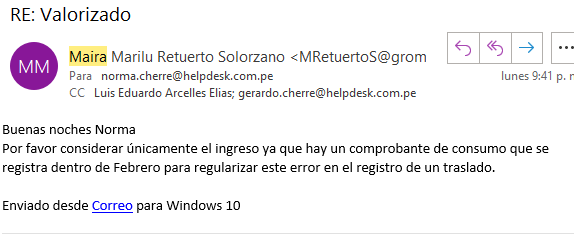 RE: Valorizado
MM
Maira Marilu Retuerto Solorzano <MRetuertoS@grom
Para norma.cherre@helpdesk.com.pe
lunes 9:41 p. n
CC Luis Eduardo Arcelles Elias; gerardo.cherre@helpdesk.com.pe
Buenas noches Norma
Por favor considerar únicamente el ingreso ya que hay un comprobante de consumo que se
registra dentro de Febrero para regularizar este error en el registro de un traslado.
Enviado desde Correo para Windows 10